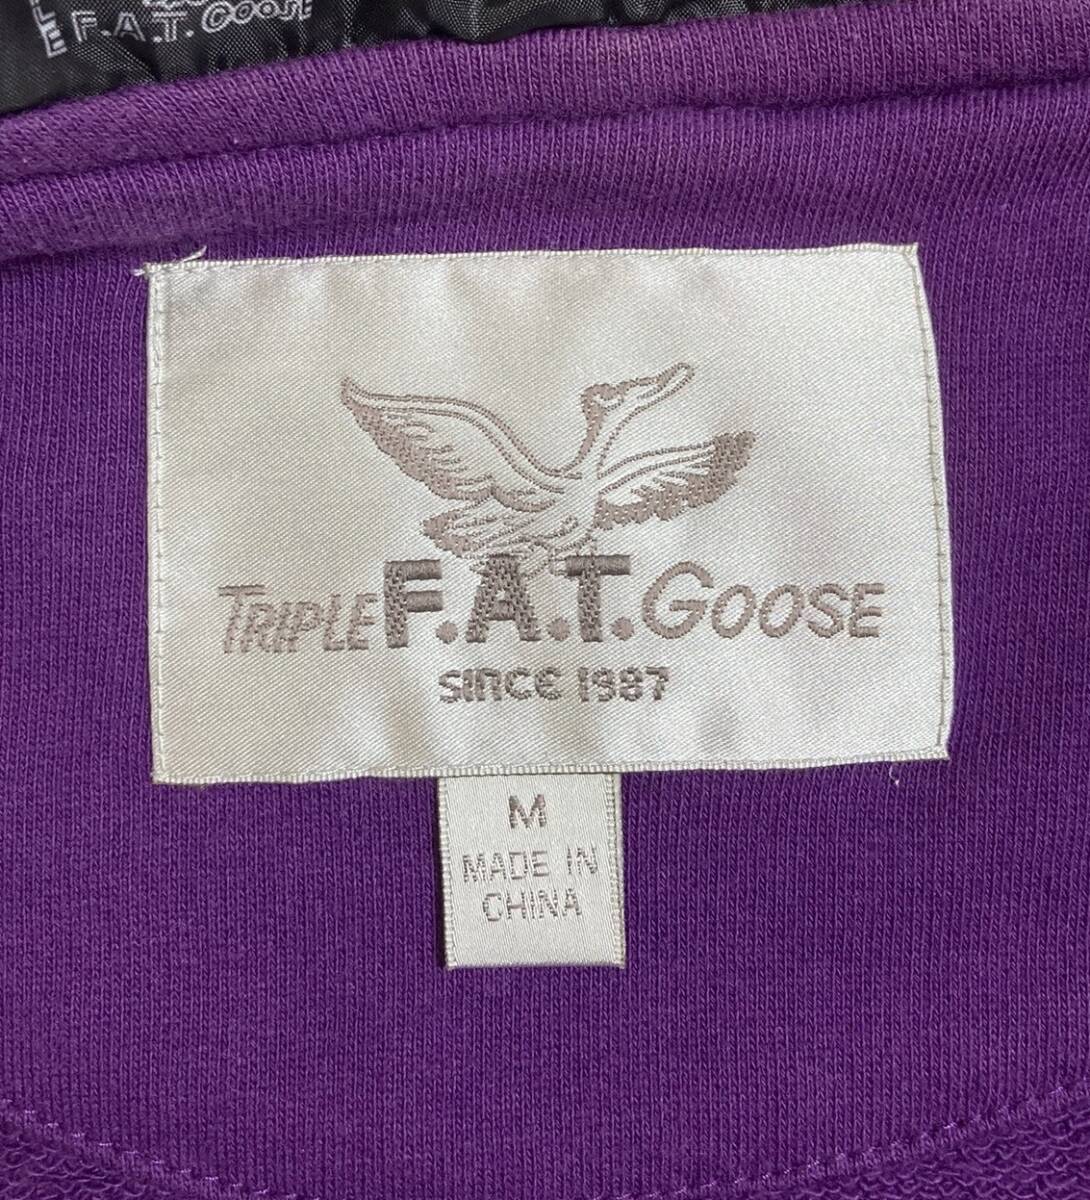 F.A.T. GOOSE
TRIPLE F.A.T. GOOSE
SINCE 1987
M
MADE IN
CHINA